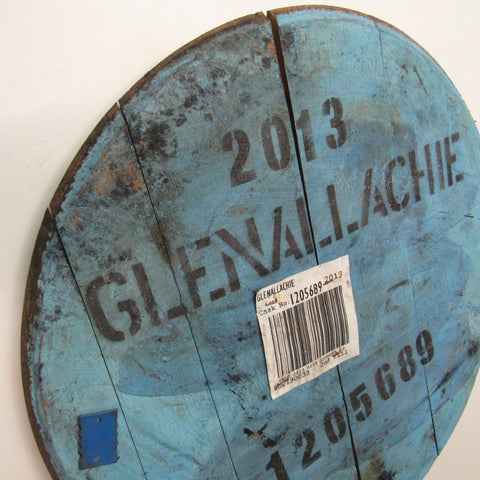 2013
GLENALLACHIE
GLENALLACHIE 2013
Cask No. 1205689
1205689